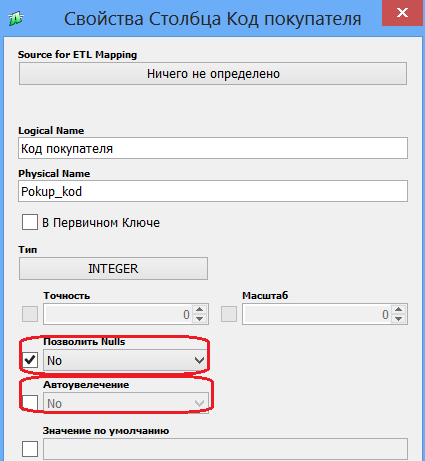 Свойства Столбца Код покупателя
Source for ETL Mapping
Ничего не определено
Logical Name
Код покупателя
Physical Name
Pokup_kod
В Первичном Ключе
Тип
INTEGER
Точность Масштаб
0 0
Позволить Nulls
No
Автоувелечение
No
Значение по умолчанию